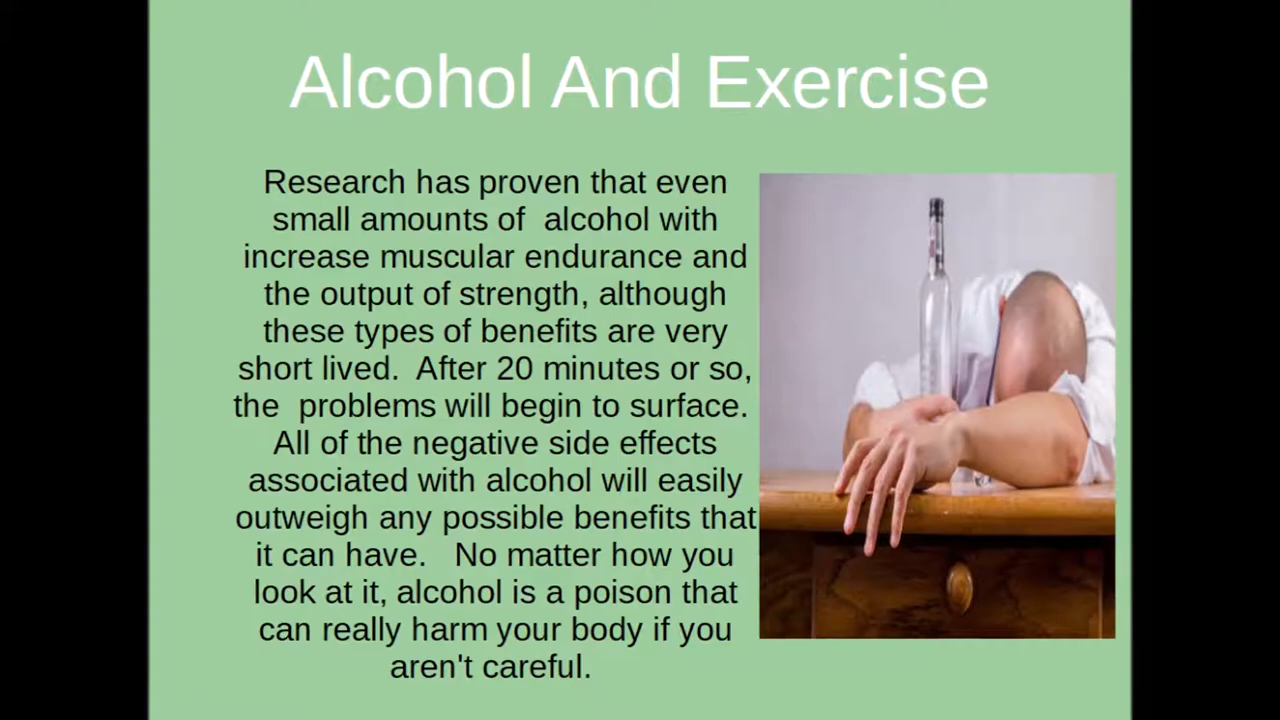 Alcohol And Exercise
Research has proven that even
small amounts of  alcohol with
increase muscular endurance and
the output of strength, although
these types of benefits are very
short lived.  After 20 minutes or so,
the  problems will begin to surface.
All of the negative side effects
associated with alcohol will easily
outweigh any possible benefits that
it can have.   No matter how you
look at it, alcohol is a poison that
can really harm your body if you
aren't careful.